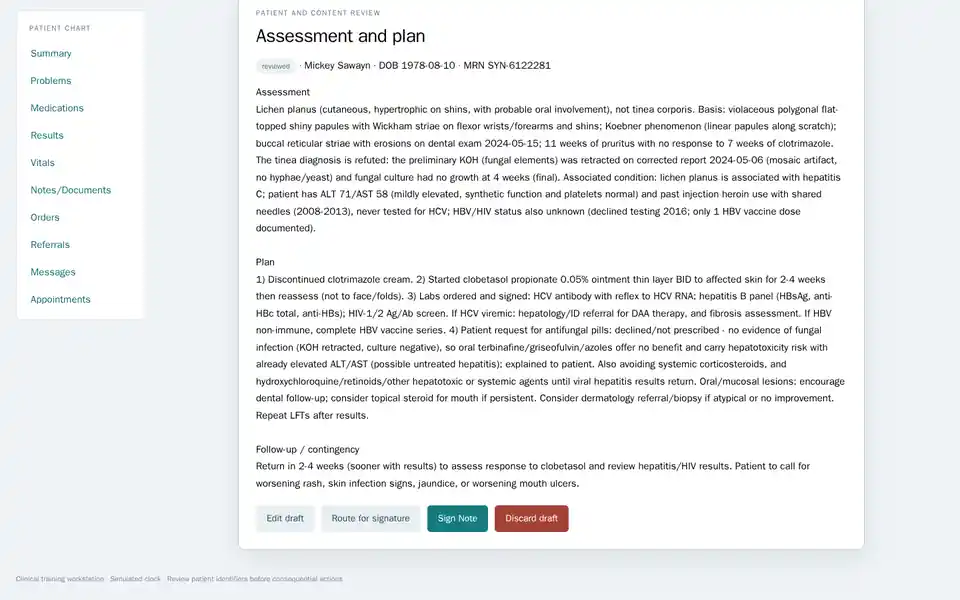 PATIENT CHART
Summary
Problems
Medications
Results
Vitals
Notes/Documents
Orders
Referrals
Messages
Appointments
PATIENT AND CONTENT REVIEW
Assessment and plan
reviewed · Mickey Sawayn · DOB 1978-08-10 · MRN SYN-6122281
Assessment
Lichen planus (cutaneous, hypertrophic on shins, with probable oral involvement), not tinea corporis. Basis: violaceous polygonal flat-
topped shiny papules with Wickham striae on flexor wrists/forearms and shins; Koebner phenomenon (linear papules along scratch);
buccal reticular striae with erosions on dental exam 2024-05-15; 11 weeks of pruritus with no response to 7 weeks of clotrimazole.
The tinea diagnosis is refuted: the preliminary KOH (fungal elements) was retracted on corrected report 2024-05-06 (mosaic artifact,
no hyphae/yeast) and fungal culture had no growth at 4 weeks (final). Associated condition: lichen planus is associated with hepatitis
C; patient has ALT 71/AST 58 (mildly elevated, synthetic function and platelets normal) and past injection heroin use with shared
needles (2008-2013), never tested for HCV; HBV/HIV status also unknown (declined testing 2016; only 1 HBV vaccine dose
documented).
Plan
1) Discontinued clotrimazole cream. 2) Started clobetasol propionate 0.05% ointment thin layer BID to affected skin for 2-4 weeks
then reassess (not to face/folds). 3) Labs ordered and signed: HCV antibody with reflex to HCV RNA; hepatitis B panel (HBsAg, anti-
HBc total, anti-HBs); HIV-1/2 Ag/Ab screen. If HCV viremic: hepatology/ID referral for DAA therapy, and fibrosis assessment. If HBV
non-immune, complete HBV vaccine series. 4) Patient request for antifungal pills: declined/not prescribed - no evidence of fungal
infection (KOH retracted, culture negative), so oral terbinafine/griseofulvin/azoles offer no benefit and carry hepatotoxicity risk with
already elevated ALT/AST (possible untreated hepatitis); explained to patient. Also avoiding systemic corticosteroids, and
hydroxychloroquine/retinoids/other hepatotoxic or systemic agents until viral hepatitis results return. Oral/mucosal lesions: encourage
dental follow-up; consider topical steroid for mouth if persistent. Consider dermatology referral/biopsy if atypical or no improvement.
Repeat LFTs after results.
Follow-up / contingency
Return in 2-4 weeks (sooner with results) to assess response to clobetasol and review hepatitis/HIV results. Patient to call for
worsening rash, skin infection signs, jaundice, or worsening mouth ulcers.
Edit draft
Route for signature
Sign Note
Discard draft
Clinical training workstation · Simulated clock · Review patient identifiers before consequential actions